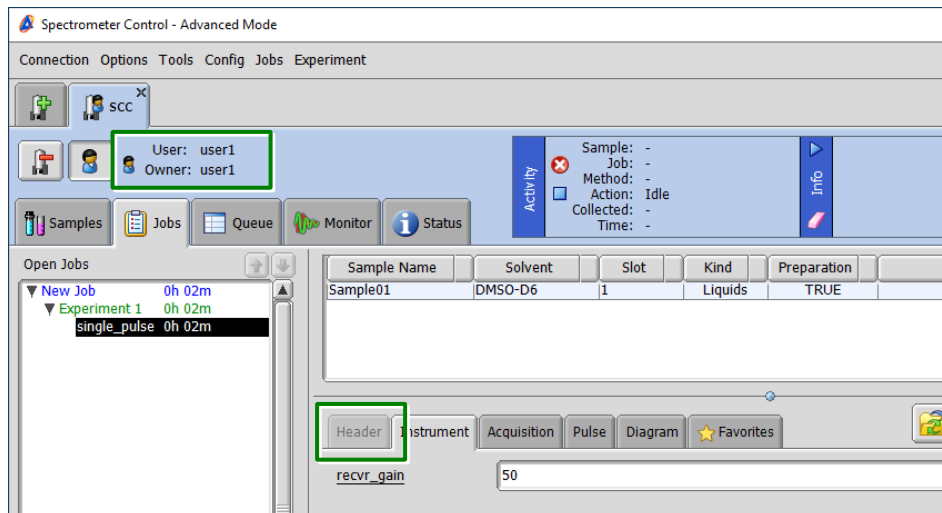 Spectrometer Control - Advanced Mode
Connection Options Tools Config Jobs Experiment
scc
User: user1
Owner: user1
Activity
Sample: -
Job: -
Method: -
Action: Idle
Collected: -
Time: -
Info
Samples Jobs Queue Monitor Status
Open Jobs
New Job 0h 02m
Experiment 1 0h 02m
single_pulse 0h 02m
Sample Name Solvent Slot Kind Preparation
Sample01 DMSO-D6 1 Liquids TRUE
Header Instrument Acquisition Pulse Diagram Favorites
recvr_gain 50